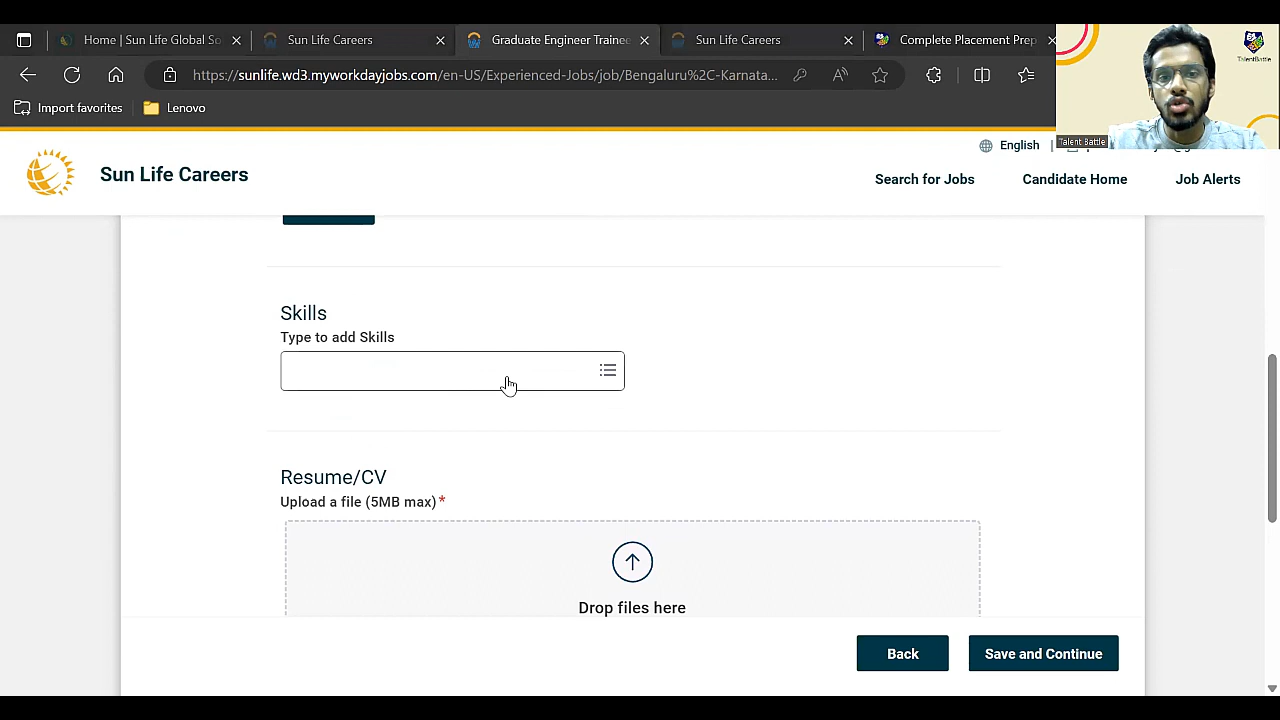 Home | Sun Life Global So
Sun Life Careers
Graduate Engineer Trainee
Sun Life Careers
Complete Placement Prep
https://sunlife.wd3.myworkdayjobs.com/en-US/Experienced-Jobs/job/Bengaluru%2C-Karnata...
Import favorites
Lenovo
TalentBattle
Talent Battle
English
Sun Life Careers
Search for Jobs
Candidate Home
Job Alerts
Skills
Type to add Skills
Resume/CV
Upload a file (5MB max)*
Drop files here
Back
Save and Continue